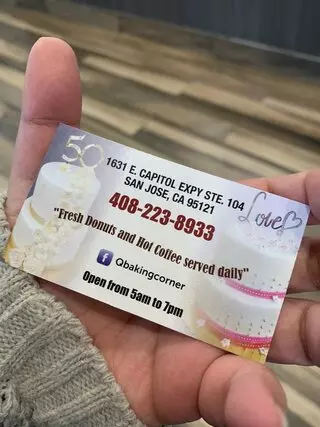 50
1631 E. CAPITOL EXPY STE. 104
SAN JOSE, CA 95121
408-223-8933
Love
"Fresh Donuts and Hot Coffee served daily"
f Qbakingcorner
Open from 5am to 7pm